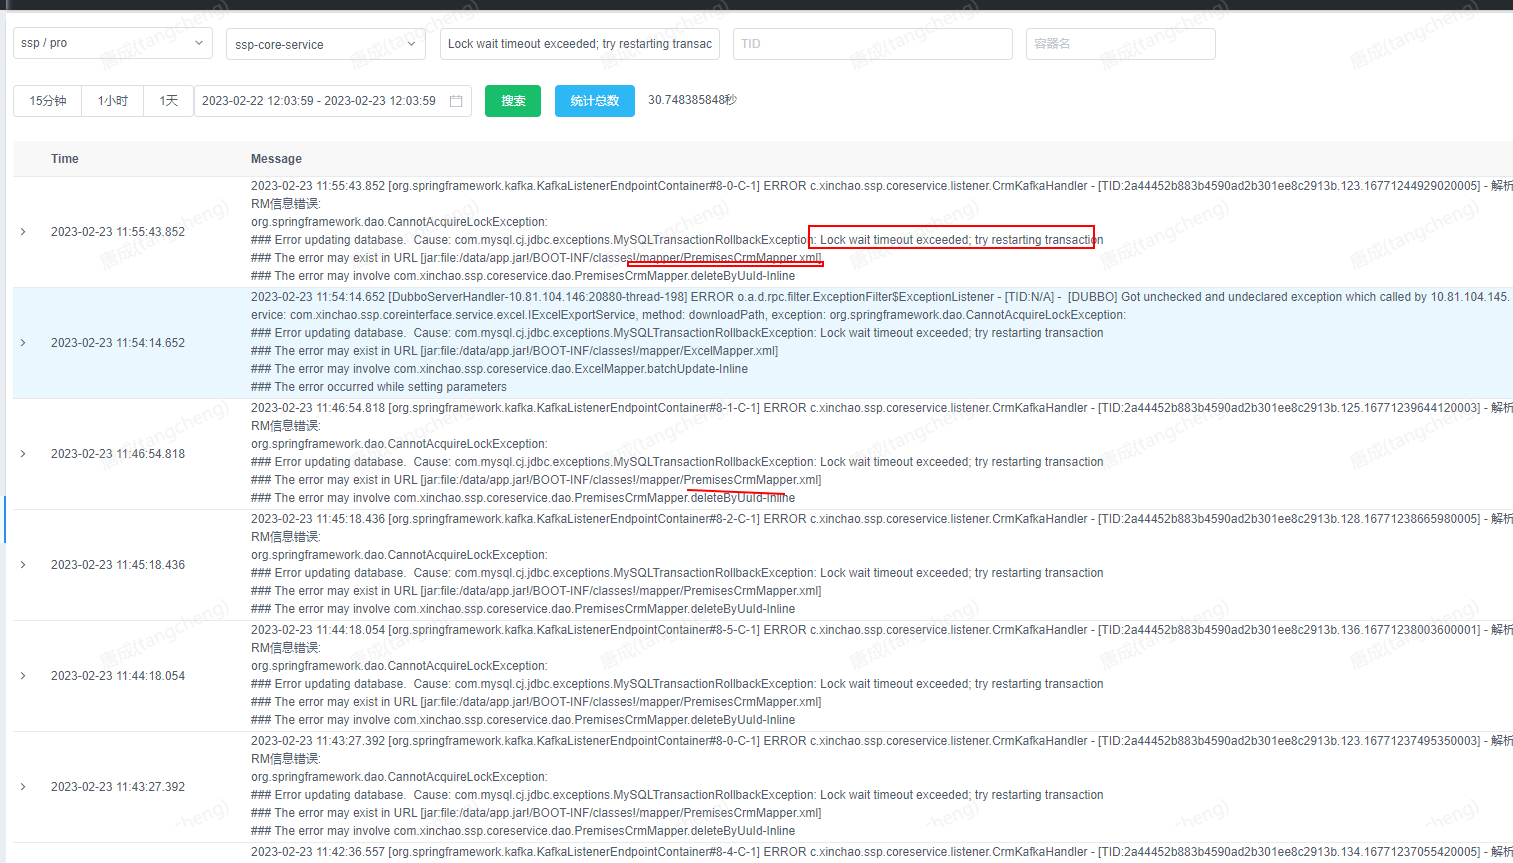 ssp / pro
ssp-core-service
Lock wait timeout exceeded; try restarting transac
TID
容器名
15分钟
1小时
1天
2023-02-22 12:03:59 - 2023-02-23 12:03:59
搜索
统计总数
30.748385848秒
Time
Message
2023-02-23 11:55:43.852
2023-02-23 11:55:43.852 [org.springframework.kafka.KafkaListenerEndpointContainer#8-0-C-1] ERROR c.xinchao.ssp.coreservice.listener.CrmKafkaHandler - [TID:2a44452b883b4590ad2b301ee8c2913b.123.16771244929020005] - 解析
RM信息错误:
org.springframework.dao.CannotAcquireLockException:
### Error updating database.  Cause: com.mysql.cj.jdbc.exceptions.MySQLTransactionRollbackException: Lock wait timeout exceeded; try restarting transaction
### The error may exist in URL [jar:file:/data/app.jar!/BOOT-INF/classes!/mapper/PremisesCrmMapper.xml]
### The error may involve com.xinchao.ssp.coreservice.dao.PremisesCrmMapper.deleteByUuId-Inline
2023-02-23 11:54:14.652
2023-02-23 11:54:14.652 [DubboServerHandler-10.81.104.146:20880-thread-198] ERROR o.a.d.rpc.filter.ExceptionFilter$ExceptionListener - [TID:N/A] -  [DUBBO] Got unchecked and undeclared exception which called by 10.81.104.145.
ervice: com.xinchao.ssp.coreinterface.service.excel.IExcelExportService, method: downloadPath, exception: org.springframework.dao.CannotAcquireLockException:
### Error updating database.  Cause: com.mysql.cj.jdbc.exceptions.MySQLTransactionRollbackException: Lock wait timeout exceeded; try restarting transaction
### The error may exist in URL [jar:file:/data/app.jar!/BOOT-INF/classes!/mapper/ExcelMapper.xml]
### The error may involve com.xinchao.ssp.coreservice.dao.ExcelMapper.batchUpdate-Inline
### The error occurred while setting parameters
2023-02-23 11:46:54.818
2023-02-23 11:46:54.818 [org.springframework.kafka.KafkaListenerEndpointContainer#8-1-C-1] ERROR c.xinchao.ssp.coreservice.listener.CrmKafkaHandler - [TID:2a44452b883b4590ad2b301ee8c2913b.125.16771239644120003] - 解析
RM信息错误:
org.springframework.dao.CannotAcquireLockException:
### Error updating database.  Cause: com.mysql.cj.jdbc.exceptions.MySQLTransactionRollbackException: Lock wait timeout exceeded; try restarting transaction
### The error may exist in URL [jar:file:/data/app.jar!/BOOT-INF/classes!/mapper/PremisesCrmMapper.xml]
### The error may involve com.xinchao.ssp.coreservice.dao.PremisesCrmMapper.deleteByUuId-Inline
2023-02-23 11:45:18.436
2023-02-23 11:45:18.436 [org.springframework.kafka.KafkaListenerEndpointContainer#8-2-C-1] ERROR c.xinchao.ssp.coreservice.listener.CrmKafkaHandler - [TID:2a44452b883b4590ad2b301ee8c2913b.128.16771238665980005] - 解析
RM信息错误:
org.springframework.dao.CannotAcquireLockException:
### Error updating database.  Cause: com.mysql.cj.jdbc.exceptions.MySQLTransactionRollbackException: Lock wait timeout exceeded; try restarting transaction
### The error may exist in URL [jar:file:/data/app.jar!/BOOT-INF/classes!/mapper/PremisesCrmMapper.xml]
### The error may involve com.xinchao.ssp.coreservice.dao.PremisesCrmMapper.deleteByUuId-Inline
2023-02-23 11:44:18.054
2023-02-23 11:44:18.054 [org.springframework.kafka.KafkaListenerEndpointContainer#8-5-C-1] ERROR c.xinchao.ssp.coreservice.listener.CrmKafkaHandler - [TID:2a44452b883b4590ad2b301ee8c2913b.136.16771238003600001] - 解析
RM信息错误:
org.springframework.dao.CannotAcquireLockException:
### Error updating database.  Cause: com.mysql.cj.jdbc.exceptions.MySQLTransactionRollbackException: Lock wait timeout exceeded; try restarting transaction
### The error may exist in URL [jar:file:/data/app.jar!/BOOT-INF/classes!/mapper/PremisesCrmMapper.xml]
### The error may involve com.xinchao.ssp.coreservice.dao.PremisesCrmMapper.deleteByUuId-Inline
2023-02-23 11:43:27.392
2023-02-23 11:43:27.392 [org.springframework.kafka.KafkaListenerEndpointContainer#8-0-C-1] ERROR c.xinchao.ssp.coreservice.listener.CrmKafkaHandler - [TID:2a44452b883b4590ad2b301ee8c2913b.123.16771237495350003] - 解析
RM信息错误:
org.springframework.dao.CannotAcquireLockException:
### Error updating database.  Cause: com.mysql.cj.jdbc.exceptions.MySQLTransactionRollbackException: Lock wait timeout exceeded; try restarting transaction
### The error may exist in URL [jar:file:/data/app.jar!/BOOT-INF/classes!/mapper/PremisesCrmMapper.xml]
### The error may involve com.xinchao.ssp.coreservice.dao.PremisesCrmMapper.deleteByUuId-Inline
2023-02-23 11:42:36.557 [org.springframework.kafka.KafkaListenerEndpointContainer#8-4-C-1] ERROR c.xinchao.ssp.coreservice.listener.CrmKafkaHandler - [TID:2a44452b883b4590ad2b301ee8c2913b.134.16771237055420005] - 解析
唐成(tangcheng)